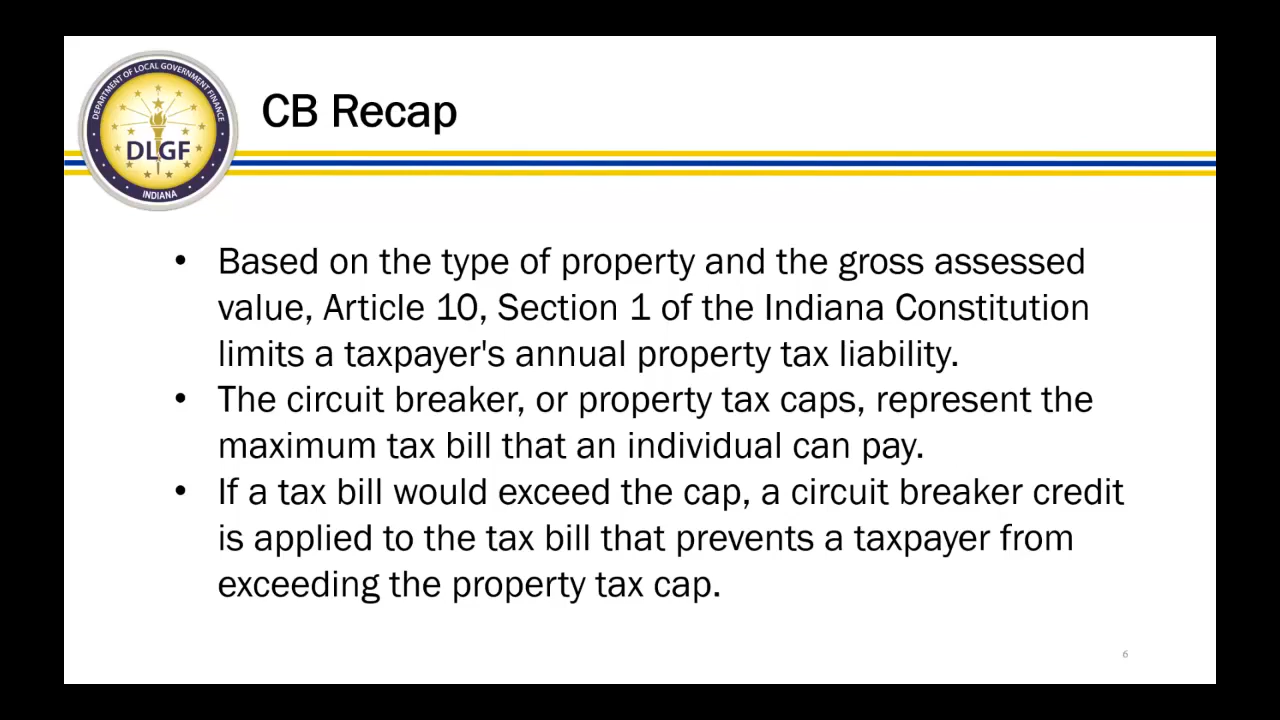 DEPARTMENT OF LOCAL GOVERNMENT FINANCE
DLGF
INDIANA
CB Recap
• Based on the type of property and the gross assessed
value, Article 10, Section 1 of the Indiana Constitution
limits a taxpayer's annual property tax liability.
• The circuit breaker, or property tax caps, represent the
maximum tax bill that an individual can pay.
• If a tax bill would exceed the cap, a circuit breaker credit
is applied to the tax bill that prevents a taxpayer from
exceeding the property tax cap.
6